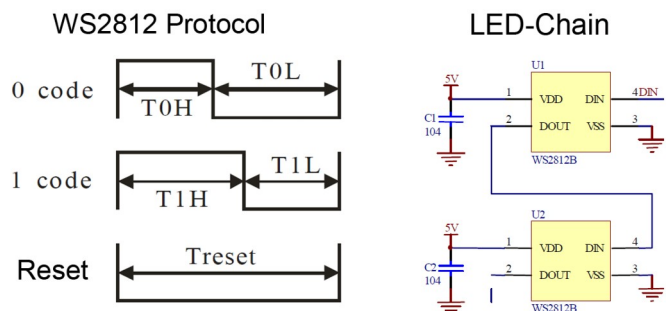 WS2812 Protocol
0 code
T0H
T0L
1 code
T1H
T1L
Reset
Treset
LED-Chain
U1
5V
1
VDD
DIN
4
DIN
C1
104
2
DOUT
VSS
3
WS2812B
U2
5V
1
VDD
DIN
4
C2
104
2
DOUT
VSS
3
WS2812B